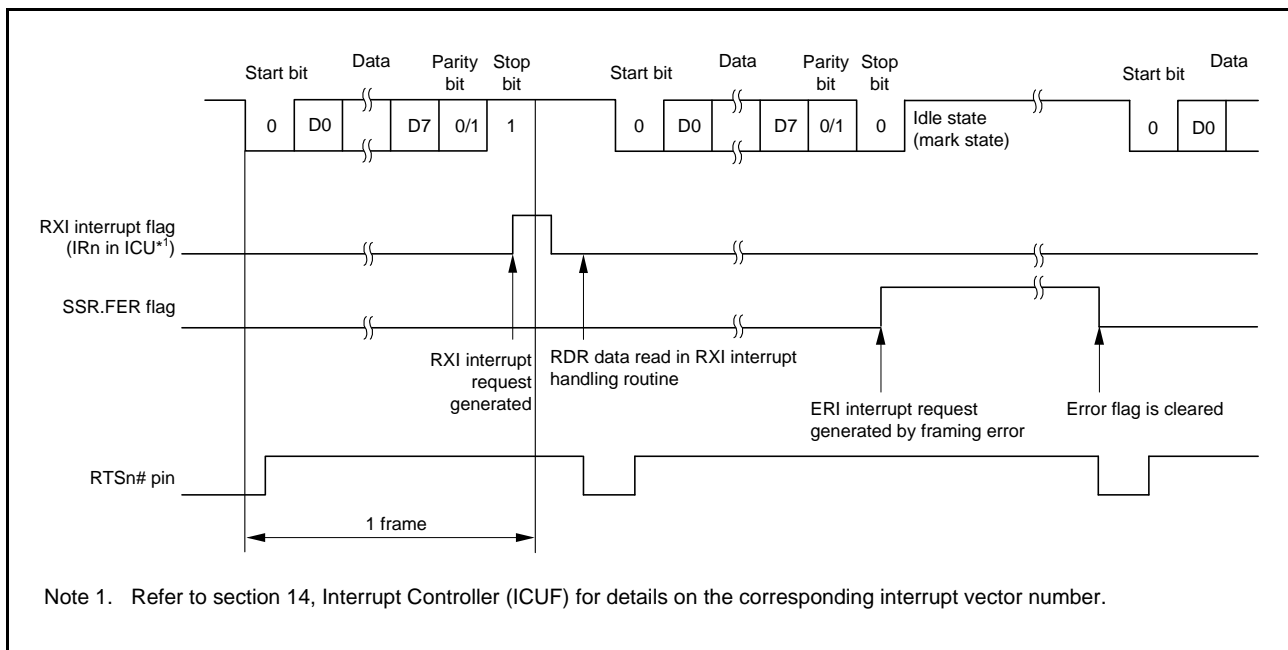 Start bit Data Parity bit Stop bit Start bit Data Parity bit Stop bit Start bit Data
0 D0 D7 0/1 1 0 D0 D7 0/1 0 Idle state (mark state) 0 D0
RXI interrupt flag
(IRn in ICU*1)
SSR.FER flag
RXI interrupt
request
generated
RDR data read in RXI interrupt
handling routine
ERI interrupt request
generated by framing error
Error flag is cleared
RTSn# pin
1 frame
Note 1. Refer to section 14, Interrupt Controller (ICUF) for details on the corresponding interrupt vector number.